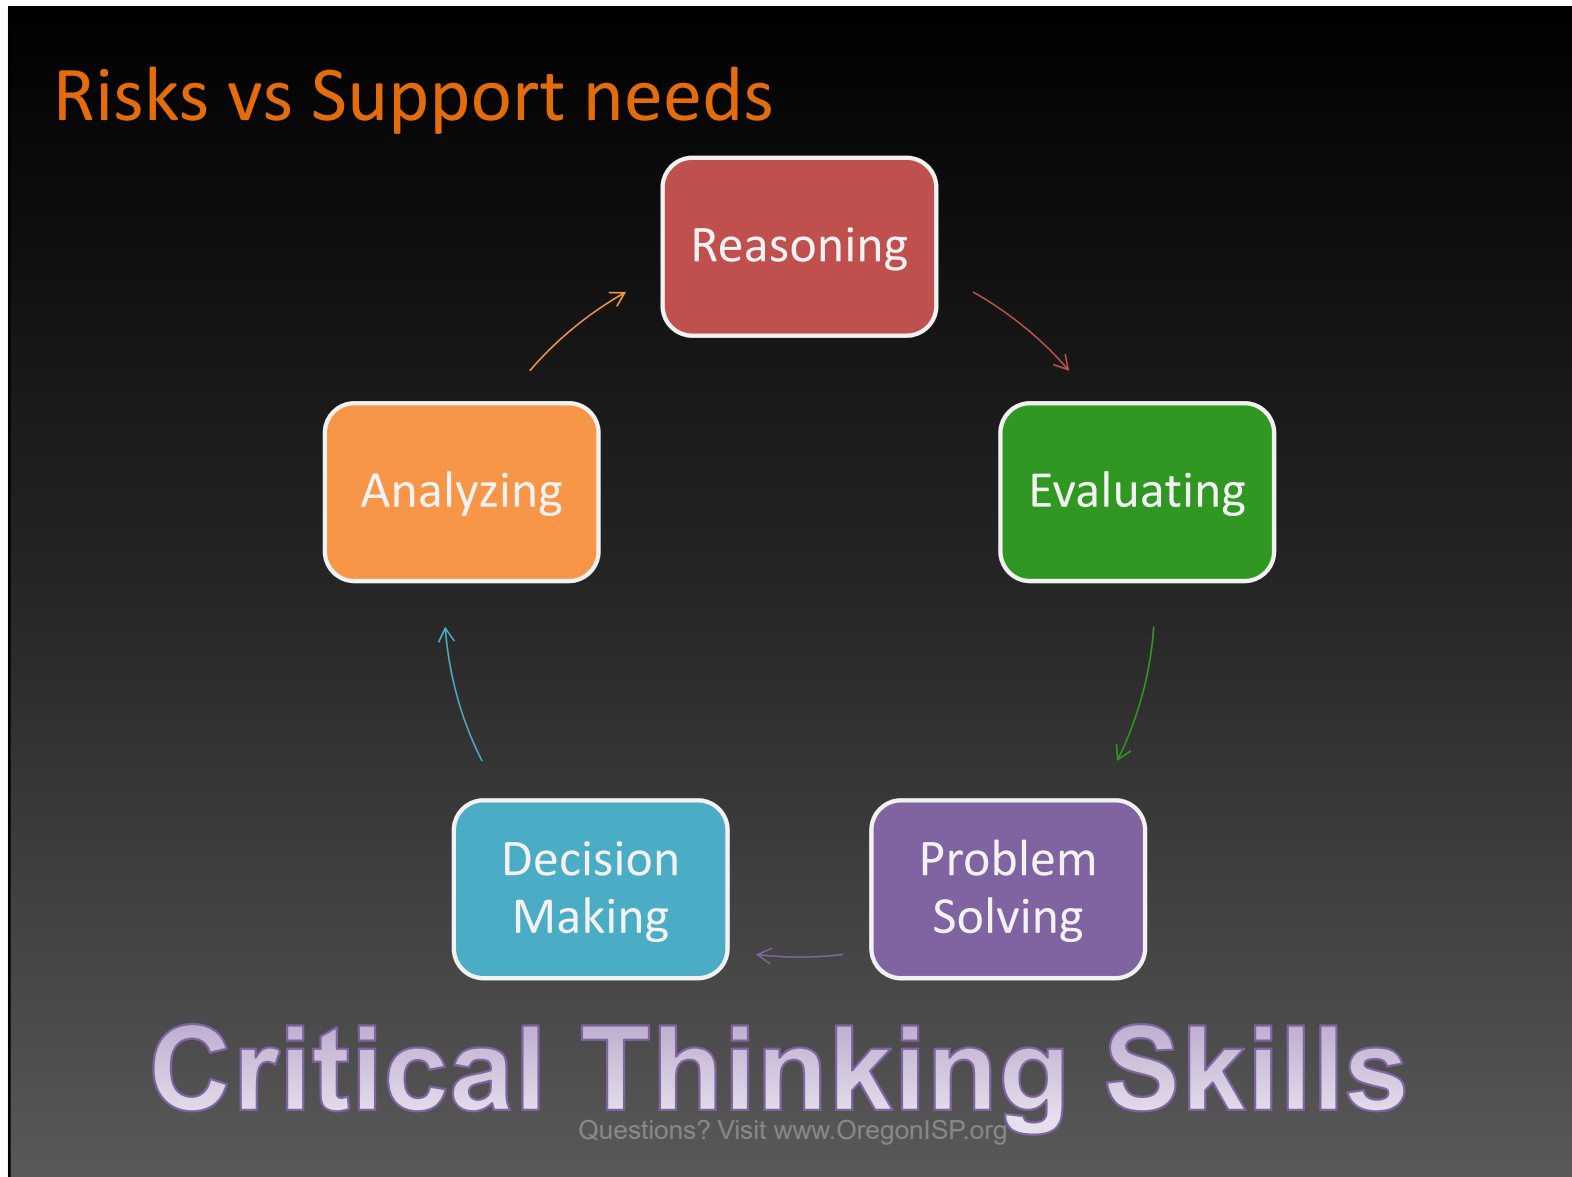 Risks vs Support needs
Reasoning
Analyzing
Evaluating
Decision
Making
Problem
Solving
Critical Thinking Skills
Questions? Visit www.OregonISP.org